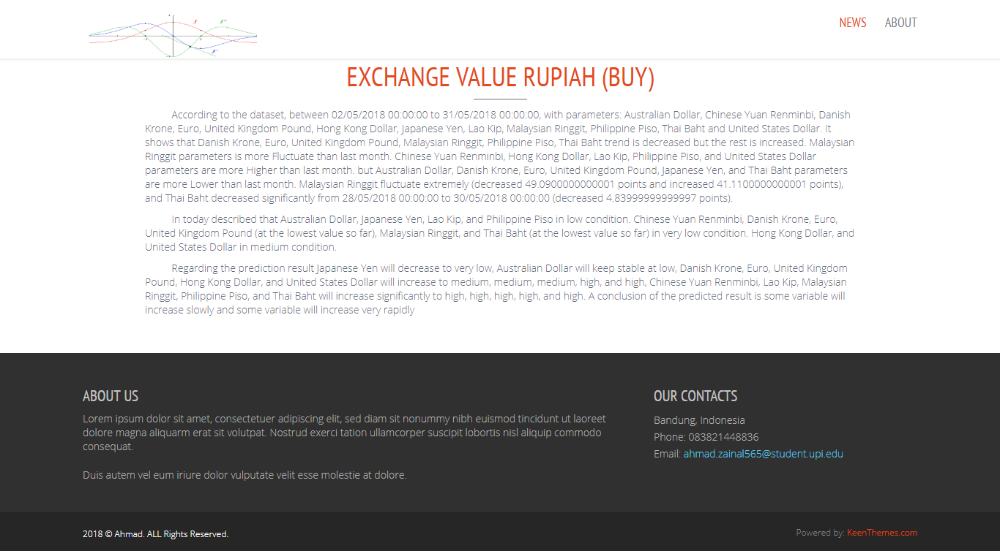 NEWS ABOUT
EXCHANGE VALUE RUPIAH (BUY)
According to the dataset, between 02/05/2018 00:00:00 to 31/05/2018 00:00:00, with parameters: Australian Dollar, Chinese Yuan Renminbi, Danish
Krone, Euro, United Kingdom Pound, Hong Kong Dollar, Japanese Yen, Lao Kip, Malaysian Ringgit, Philippine Piso, Thai Baht and United States Dollar. It
shows that Danish Krone, Euro, United Kingdom Pound, Malaysian Ringgit, Philippine Piso, Thai Baht trend is decreased but the rest is increased. Malaysian
Ringgit parameters is more Fluctuate than last month. Chinese Yuan Renminbi, Hong Kong Dollar, Lao Kip, Philippine Piso, and United States Dollar
parameters are more Higher than last month. but Australian Dollar, Danish Krone, Euro, United Kingdom Pound, Japanese Yen, and Thai Baht parameters
are more Lower than last month. Malaysian Ringgit fluctuate extremely (decreased 49.0900000000001 points and increased 41.1100000000001 points),
and Thai Baht decreased significantly from 28/05/2018 00:00:00 to 30/05/2018 00:00:00 (decreased 4.83999999999997 points).
In today described that Australian Dollar, Japanese Yen, Lao Kip, and Philippine Piso in low condition. Chinese Yuan Renminbi, Danish Krone, Euro,
United Kingdom Pound (at the lowest value so far), Malaysian Ringgit, and Thai Baht (at the lowest value so far) in very low condition. Hong Kong Dollar, and
United States Dollar in medium condition.
Regarding the prediction result Japanese Yen will decrease to very low, Australian Dollar will keep stable at low, Danish Krone, Euro, United Kingdom
Pound, Hong Kong Dollar, and United States Dollar will increase to medium, medium, medium, high, and high, Chinese Yuan Renminbi, Lao Kip, Malaysian
Ringgit, Philippine Piso, and Thai Baht will increase significantly to high, high, high, high, and high. A conclusion of the predicted result is some variable will
increase slowly and some variable will increase very rapidly
ABOUT US
Lorem ipsum dolor sit amet, consectetuer adipiscing elit, sed diam sit nonummy nibh euismod tincidunt ut laoreet
dolore magna aliquarm erat sit volutpat. Nostrud exerci tation ullamcorper suscipit lobortis nisl aliquip commodo
consequat.
Duis autem vel eum iriure dolor vulputate velit esse molestie at dolore.
OUR CONTACTS
Bandung, Indonesia
Phone: 083821448836
Email: ahmad.zainal565@student.upi.edu
2018 © Ahmad. ALL Rights Reserved.
Powered by: KeenThemes.com